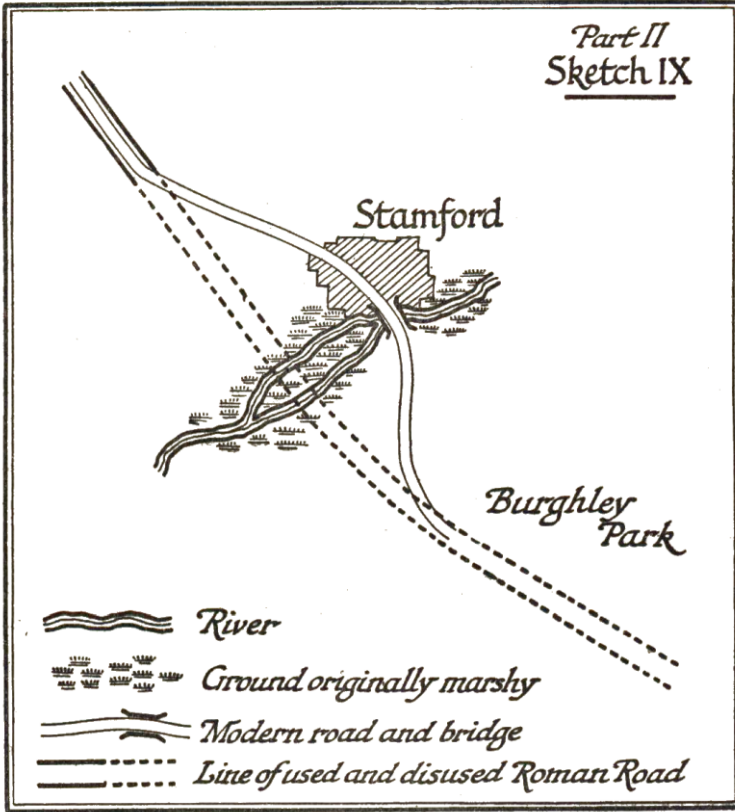 Part II
Sketch IX
Stamford
Burghley
Park
River
Ground originally marshy
Modern road and bridge
Line of used and disused Roman Road